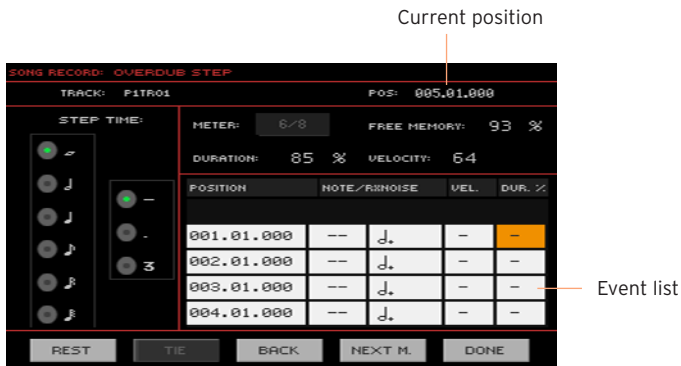 Current position
SONG RECORD: OVERDUB STEP
TRACK: P1TR01 POS: 005.01.000
STEP TIME:
METER: 6/8 FREE MEMORY: 93 %
DURATION: 85 % VELOCITY: 64
POSITION NOTE/RXNOISE VEL. DUR. %
001.01.000 -- - -
002.01.000 -- - -
003.01.000 -- - -
004.01.000 -- - -
–
.
3
Event list
REST TIE BACK NEXT M. DONE